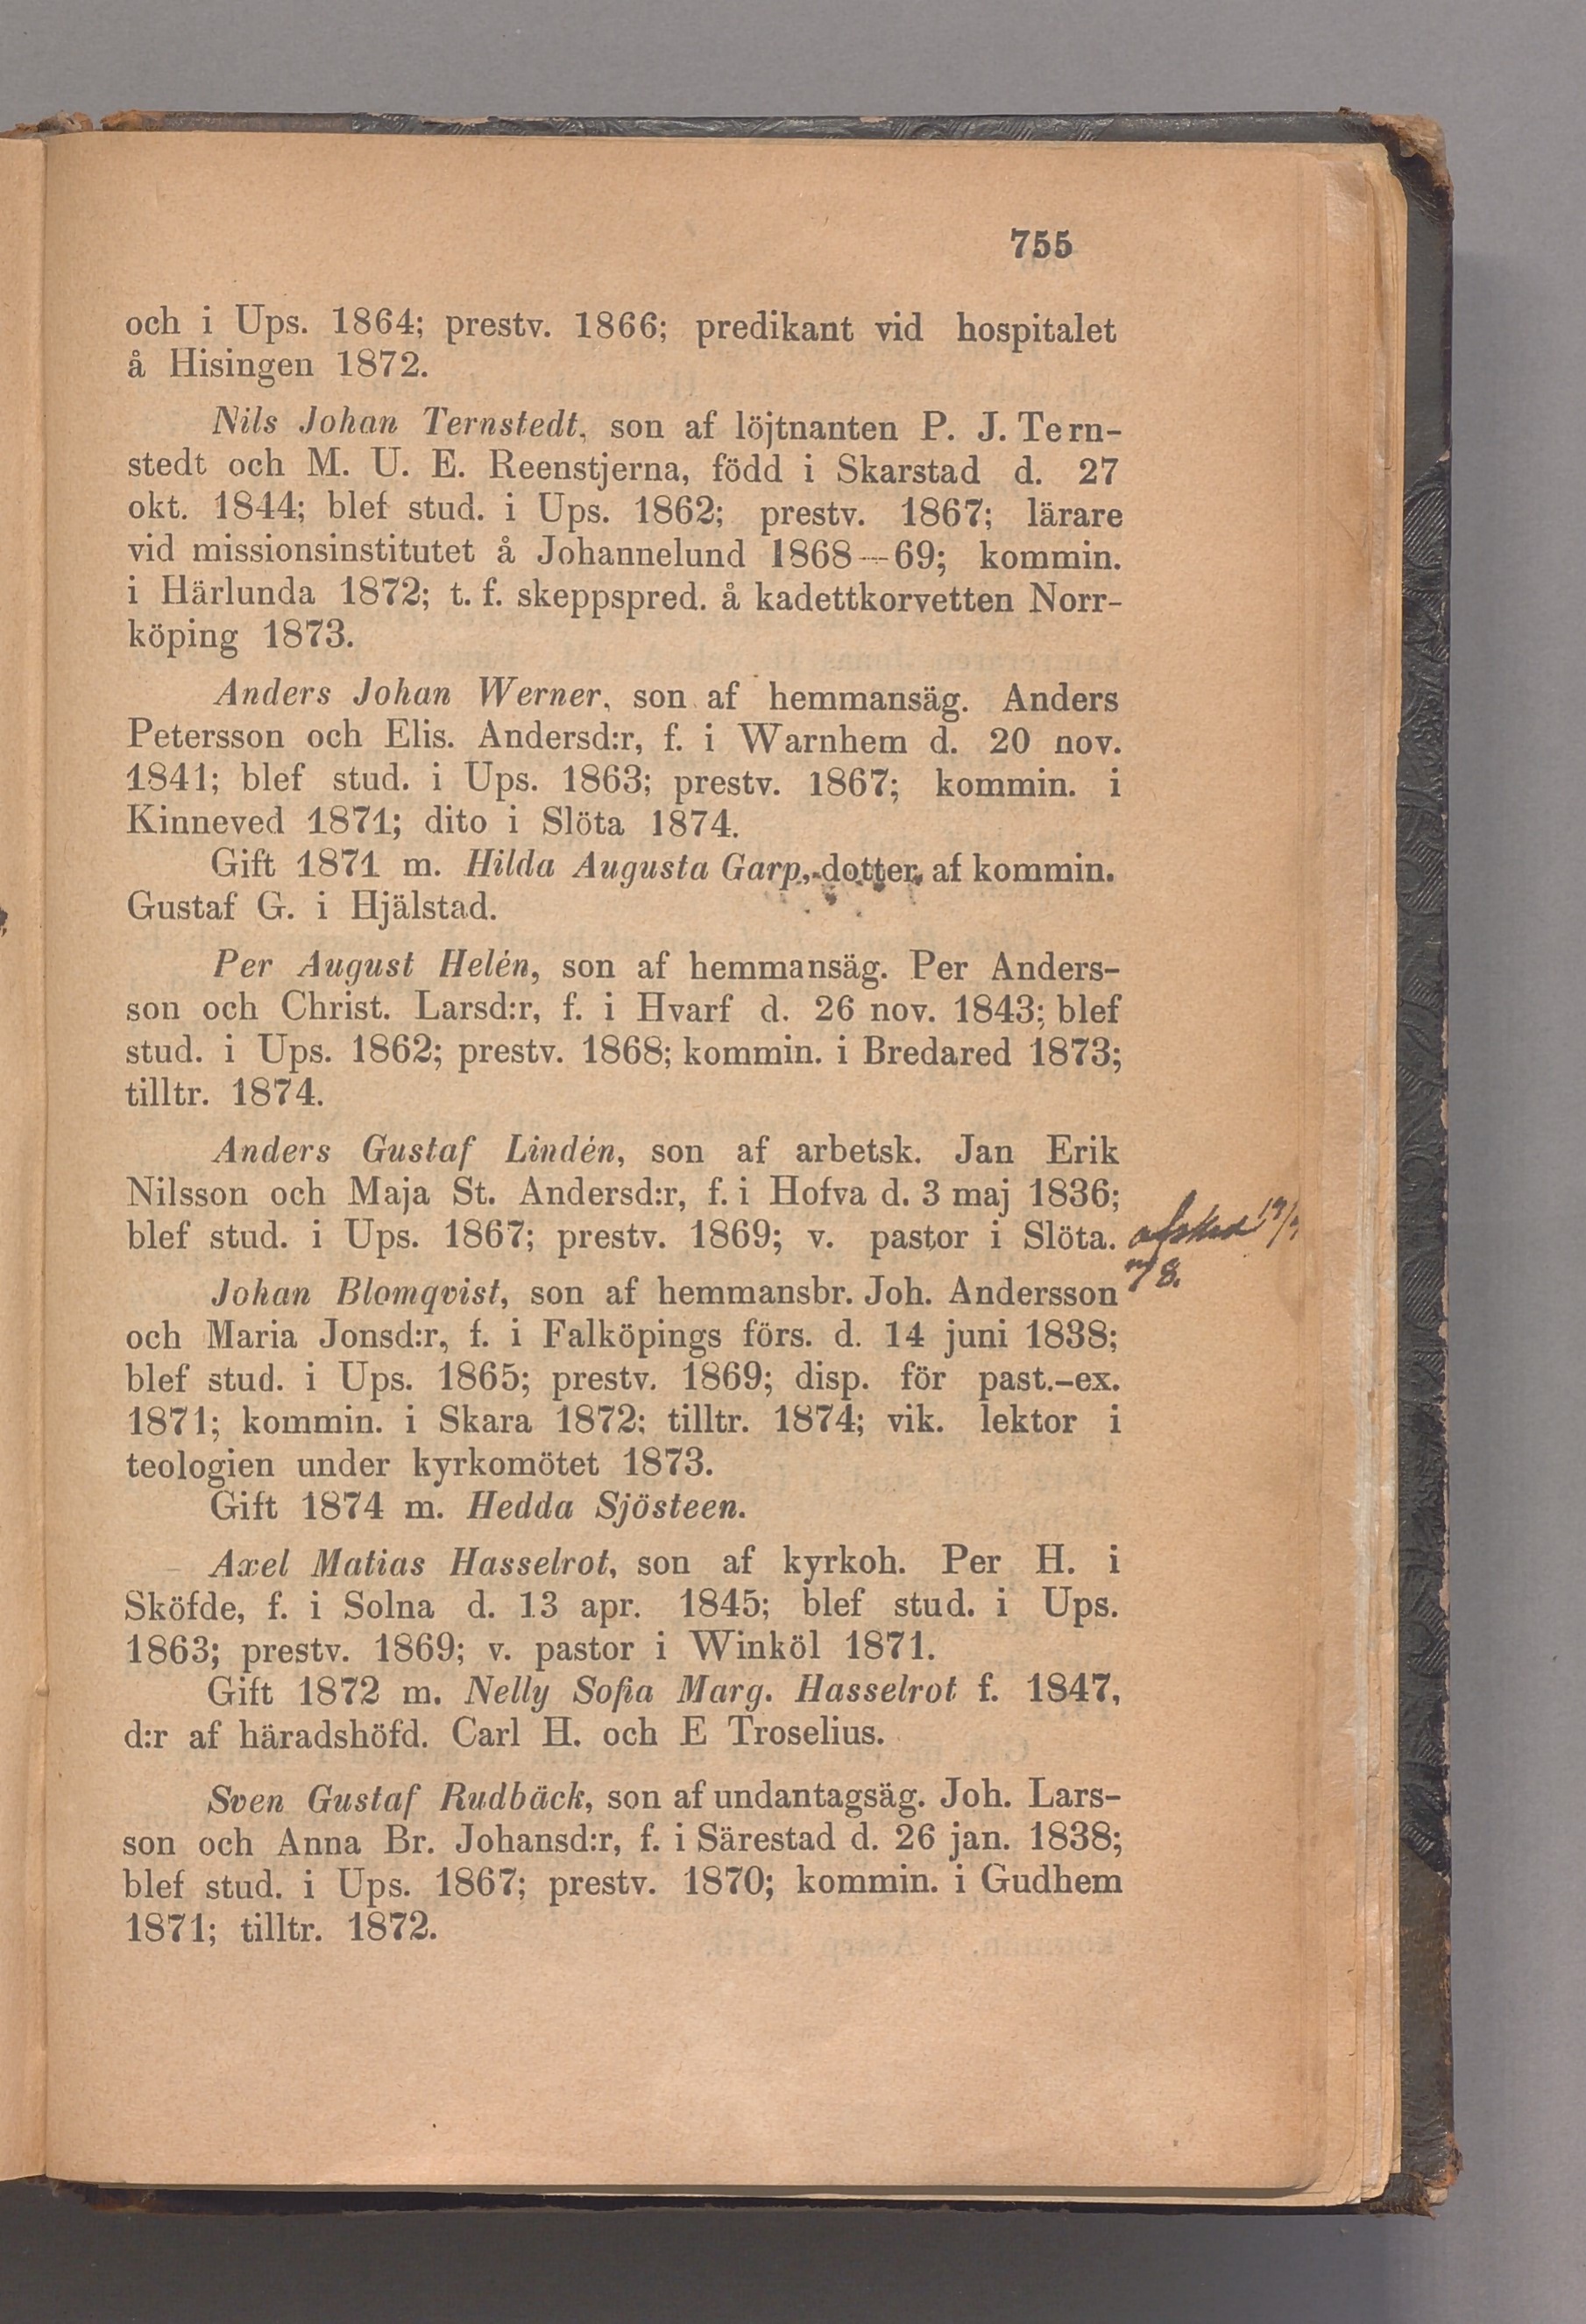 755
och i Ups. 1864; prestv. 1866; predikant vid hospitalet
å Hisingen 1872.
Nils Johan Ternstedt, son af löjtnanten P. J. Tern-
stedt och M. U. E. Reenstjerna, född i Skarstad d. 27
okt. 1844; blef stud. i Ups. 1862; prestv. 1867; lärare
vid missionsinstitutet å Johannelund 1868—69; kommin.
i Härlunda 1872; t. f. skeppspred. å kadettkorvetten Norr-
köping 1873.
Anders Johan Werner, son af hemmansäg. Anders
Petersson och Elis. Andersd:r, f. i Warnhem d. 20 nov.
1841; blef stud. i Ups. 1863; prestv. 1867; kommin. i
Kinneved 1871; dito i Slöta 1874.
Gift 1871 m. Hilda Augusta Garp, dotter af kommin.
Gustaf G. i Hjälstad.
Per August Helén, son af hemmansäg. Per Anders-
son och Christ. Larsd:r, f. i Hvarf d. 26 nov. 1843; blef
stud. i Ups. 1862; prestv. 1868; kommin. i Bredared 1873;
tilltr. 1874.
Anders Gustaf Lindén, son af arbetsk. Jan Erik
Nilsson och Maja St. Andersd:r, f. i Hofva d. 3 maj 1836;
blef stud. i Ups. 1867; prestv. 1869; v. pastor i Slöta.
78.
Johan Blomqvist, son af hemmansbr. Joh. Andersson
och Maria Jonsd:r, f. i Falköpings förs. d. 14 juni 1838;
blef stud. i Ups. 1865; prestv. 1869; disp. för past.-ex.
1871; kommin. i Skara 1872; tilltr. 1874; vik. lektor i
teologien under kyrkomötet 1873.
Gift 1874 m. Hedda Sjösteen.
Axel Matias Hasselrot, son af kyrkoh. Per H. i
Sköfde, f. i Solna d. 13 apr. 1845; blef stud. i Ups.
1863; prestv. 1869; v. pastor i Winköl 1871.
Gift 1872 m. Nelly Sofia Marg. Hasselrot f. 1847,
d:r af häradshöfd. Carl H. och E Troselius.
Sven Gustaf Rudbäck, son af undantagsäg. Joh. Lars-
son och Anna Br. Johansd:r, f. i Särestad d. 26 jan. 1838;
blef stud. i Ups. 1867; prestv. 1870; kommin. i Gudhem
1871; tilltr. 1872.